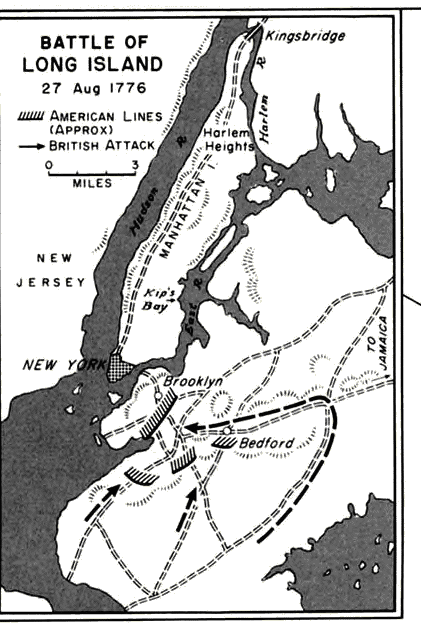 BATTLE OF
LONG ISLAND
27 Aug 1776
AMERICAN LINES
(APPROX)
BRITISH ATTACK
0 3
MILES
Kingsbridge
Harlem R
Harlem
Heights
Hudson R
MANHATTAN I.
NEW
JERSEY
Kip's
Bay
East R
NEW YORK
TO
JAMAICA
Brooklyn
Bedford